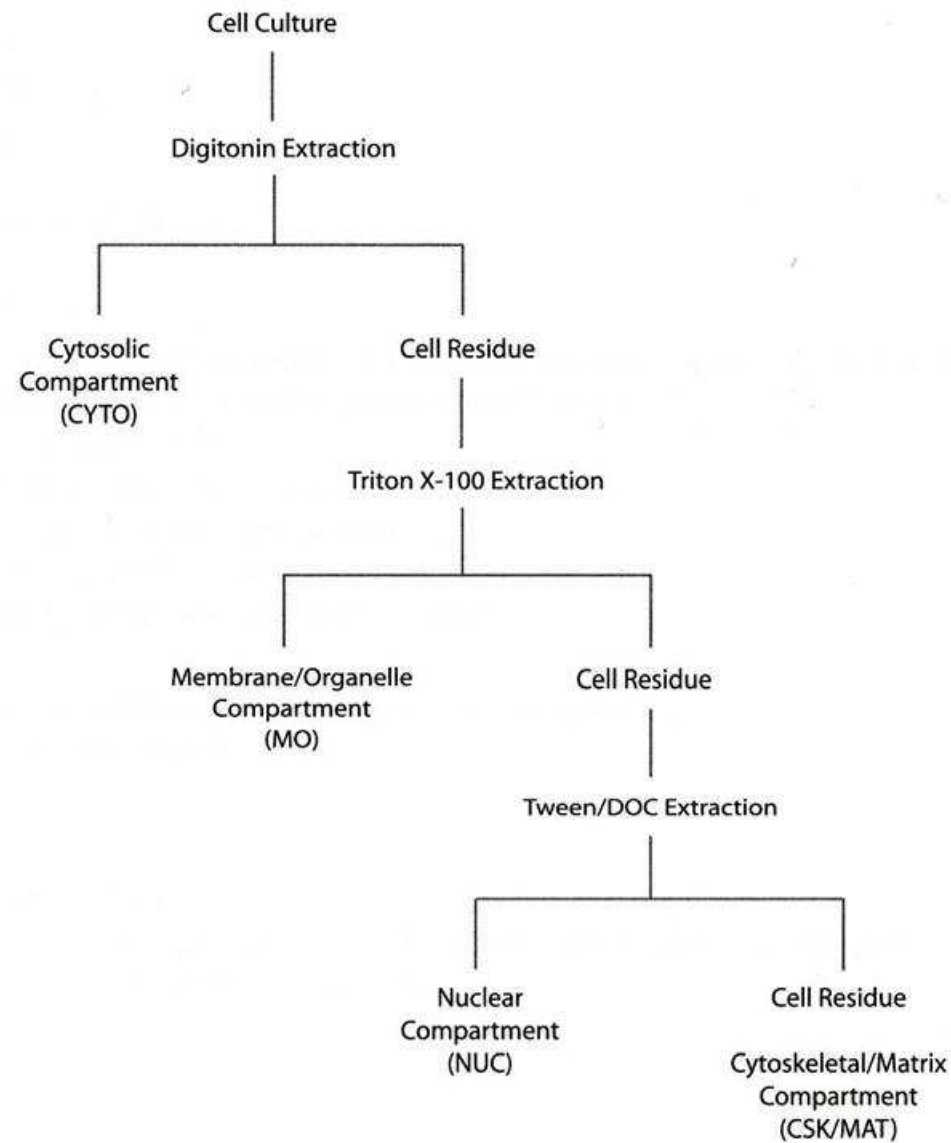 Cell Culture
Digitonin Extraction
Cytosolic
Compartment
(CYTO)
Cell Residue
Triton X-100 Extraction
Membrane/Organelle
Compartment
(MO)
Cell Residue
Tween/DOC Extraction
Nuclear
Compartment
(NUC)
Cell Residue
Cytoskeletal/Matrix
Compartment
(CSK/MAT)